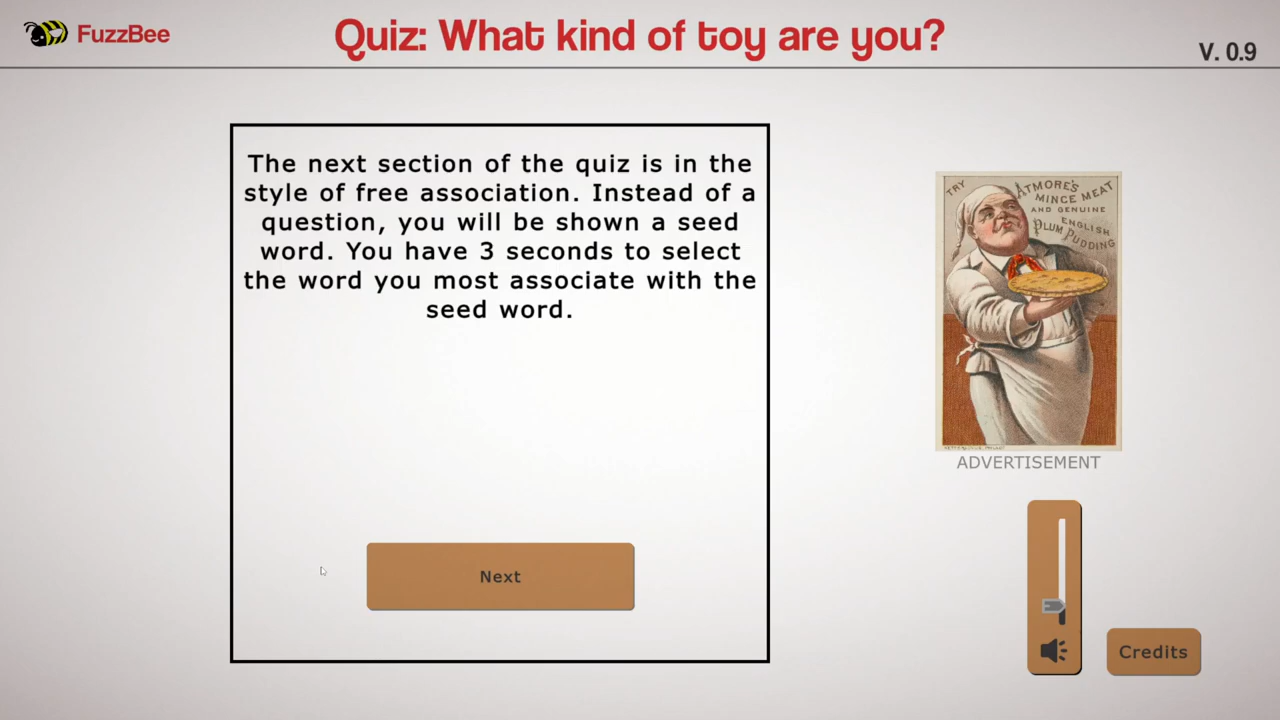 FuzzBee
Quiz: What kind of toy are you?
V. 0.9
The next section of the quiz is in the
style of free association. Instead of a
question, you will be shown a seed
word. You have 3 seconds to select
the word you most associate with the
seed word.
Next
TRY
ATMORE'S
MINCE MEAT
AND GENUINE
ENGLISH
PLUM PUDDING
ADVERTISEMENT
Credits